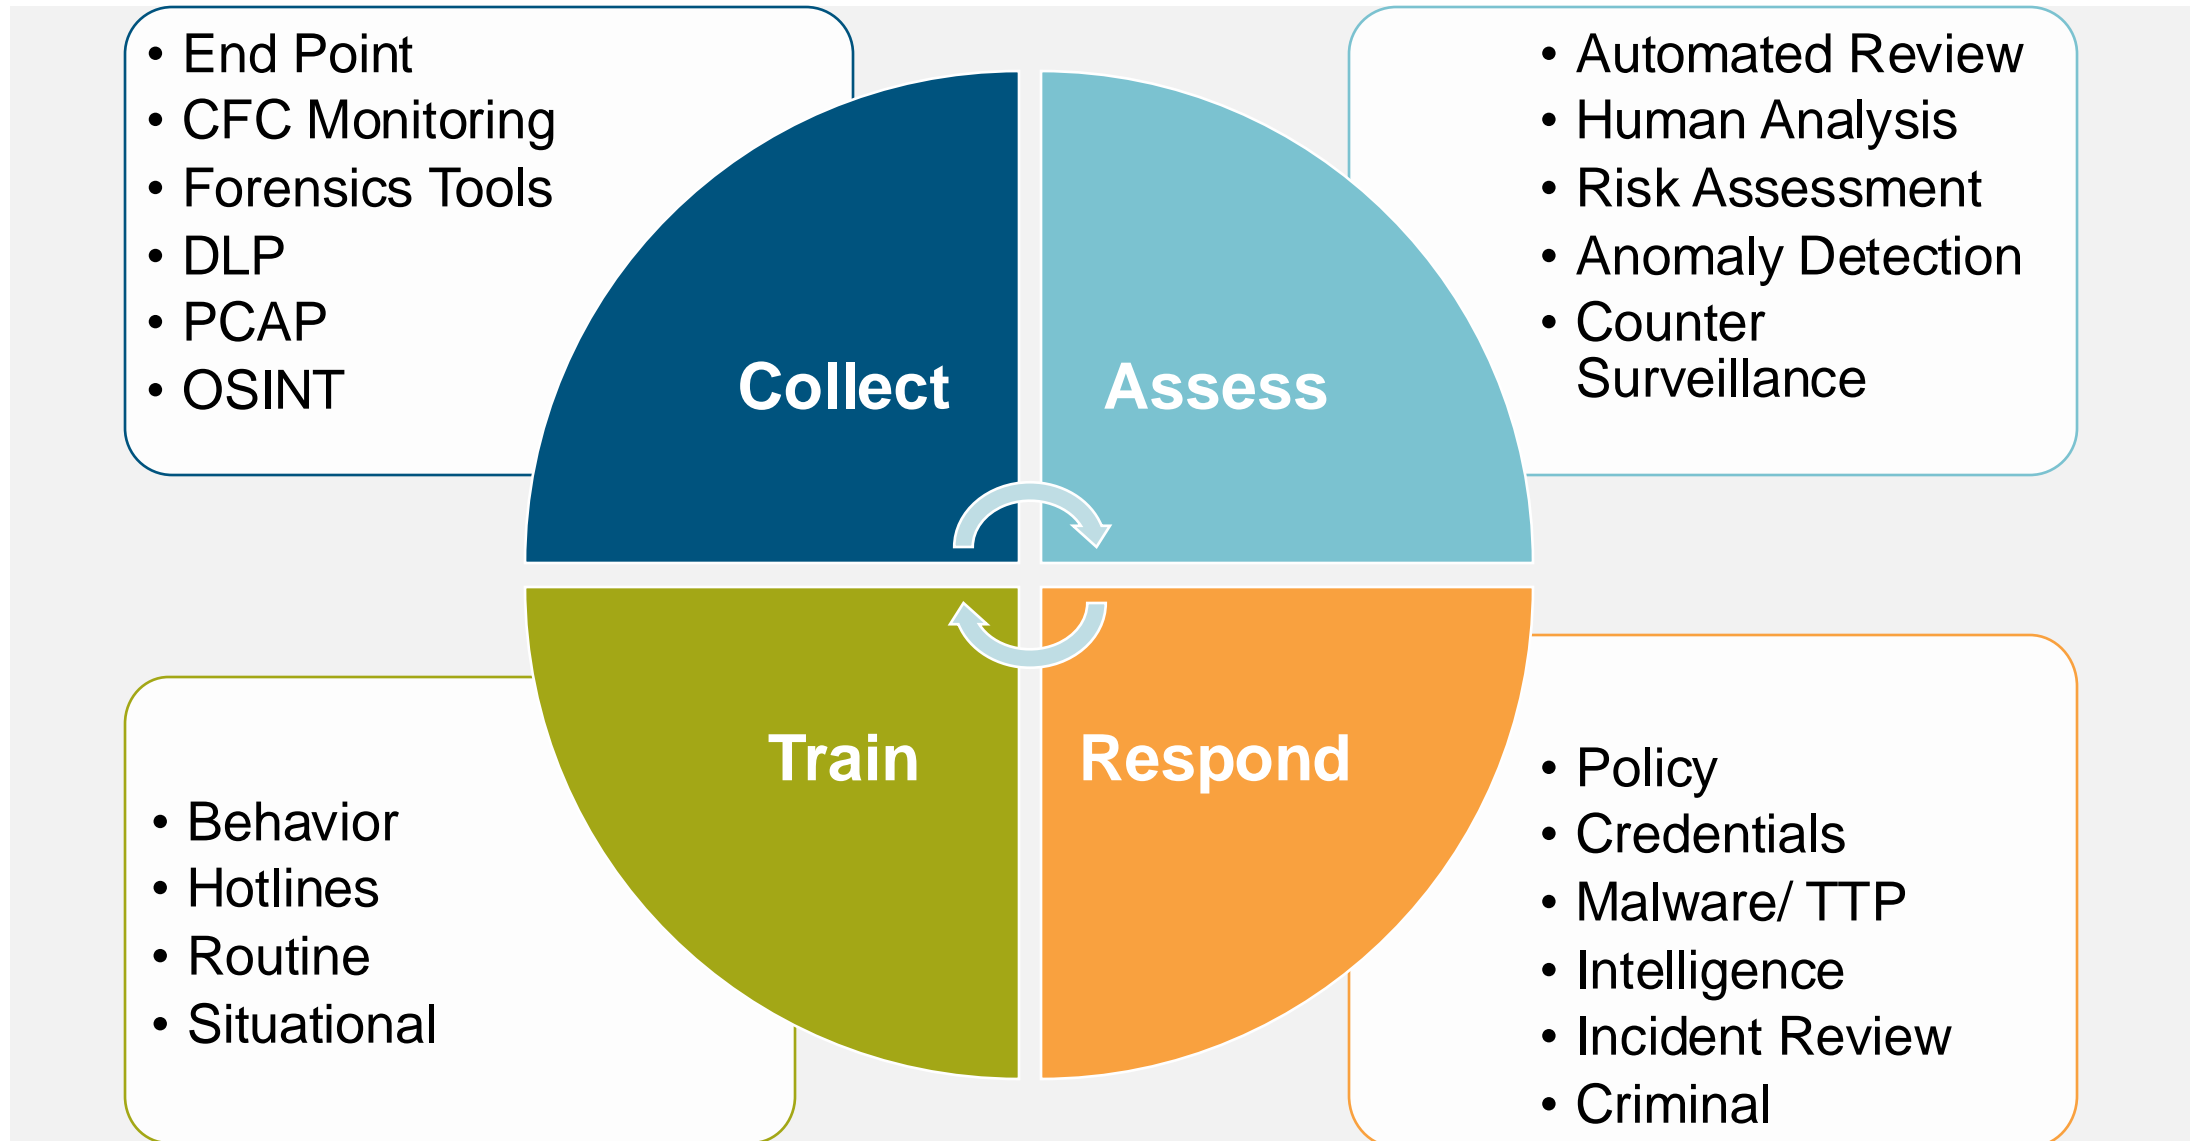 • End Point
• CFC Monitoring
• Forensics Tools
• DLP
• PCAP
• OSINT
Collect
Assess
• Automated Review
• Human Analysis
• Risk Assessment
• Anomaly Detection
• Counter
Surveillance
Train
• Behavior
• Hotlines
• Routine
• Situational
Respond
• Policy
• Credentials
• Malware/ TTP
• Intelligence
• Incident Review
• Criminal